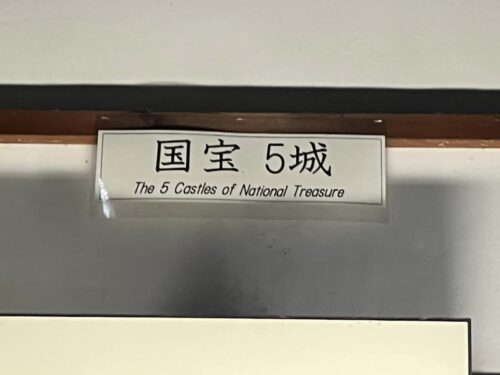 国宝 5城
The 5 Castles of National Treasure